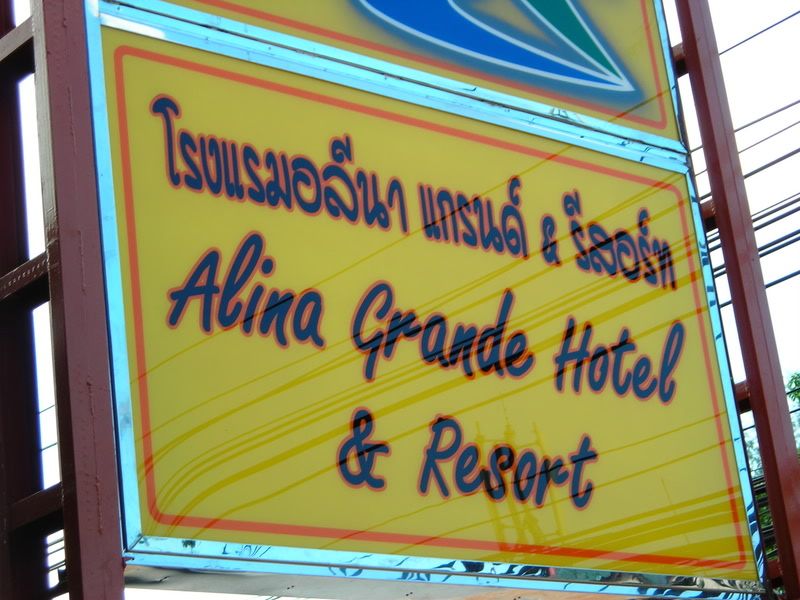 โรงแรมอลีนา แกรนด์ & รีสอร์ท
Alina Grande Hotel
& Resort